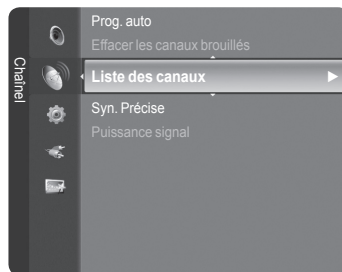 Chaînel
Prog. auto
Effacer les canaux brouillés
Liste des canaux
Syn. Précise
Puissance signal